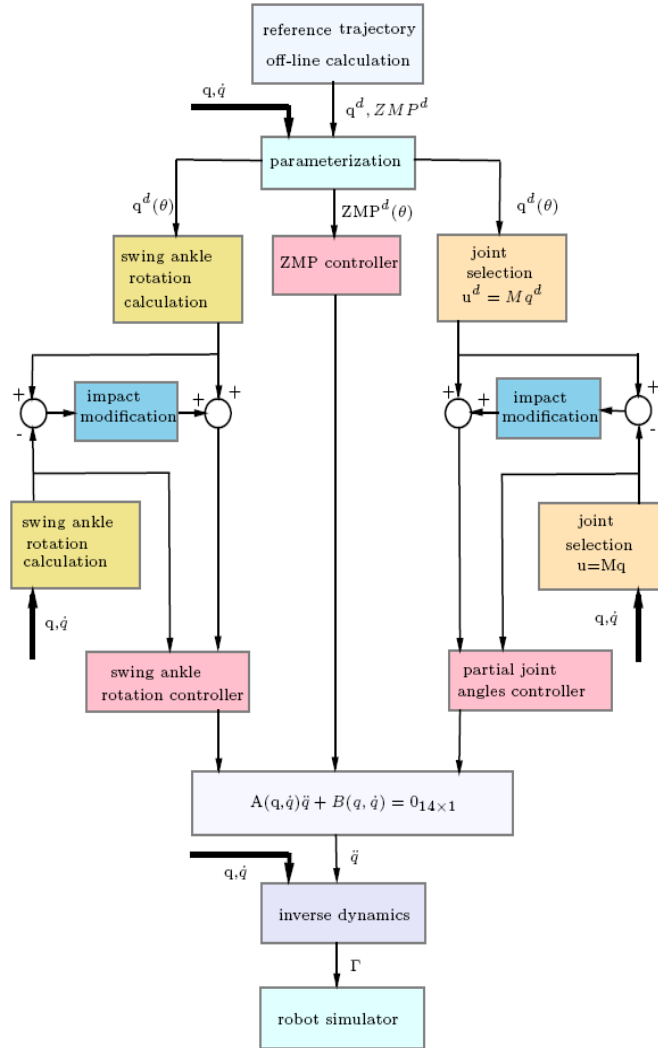 reference trajectory
off-line calculation
q,q̇
q^d, ZMP^d
parameterization
q^d(θ)
ZMP^d(θ)
q^d(θ)
swing ankle
rotation
calculation
ZMP controller
joint
selection
u^d = Mq^d
+
impact
modification
+
+
-
+
+
impact
modification
+
-
swing ankle
rotation
calculation
joint
selection
u=Mq
q,q̇
q,q̇
swing ankle
rotation controller
partial joint
angles controller
A(q,q̇)q̈ + B(q, q̇) = 0_{14×1}
q̈
q,q̇
inverse dynamics
Γ
robot simulator